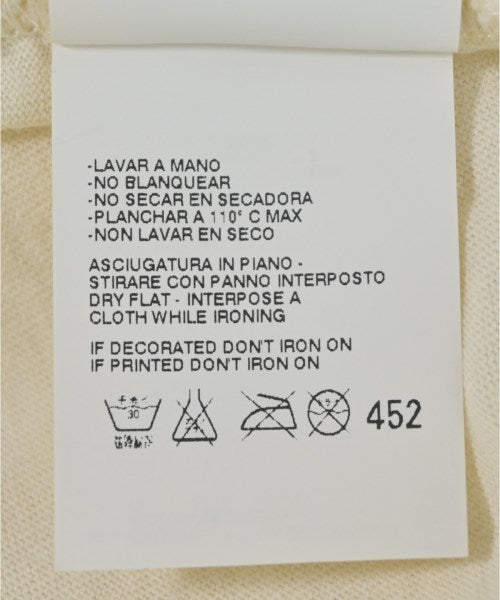 -LAVAR A MANO
-NO BLANQUEAR
-NO SECAR EN SECADORA
-PLANCHAR A 110° C MAX
-NON LAVAR EN SECO
ASCIUGATURA IN PIANO -
STIRARE CON PANNO INTERPOSTO
DRY FLAT - INTERPOSE A
CLOTH WHILE IRONING
IF DECORATED DON'T IRON ON
IF PRINTED DON'T IRON ON
30
452